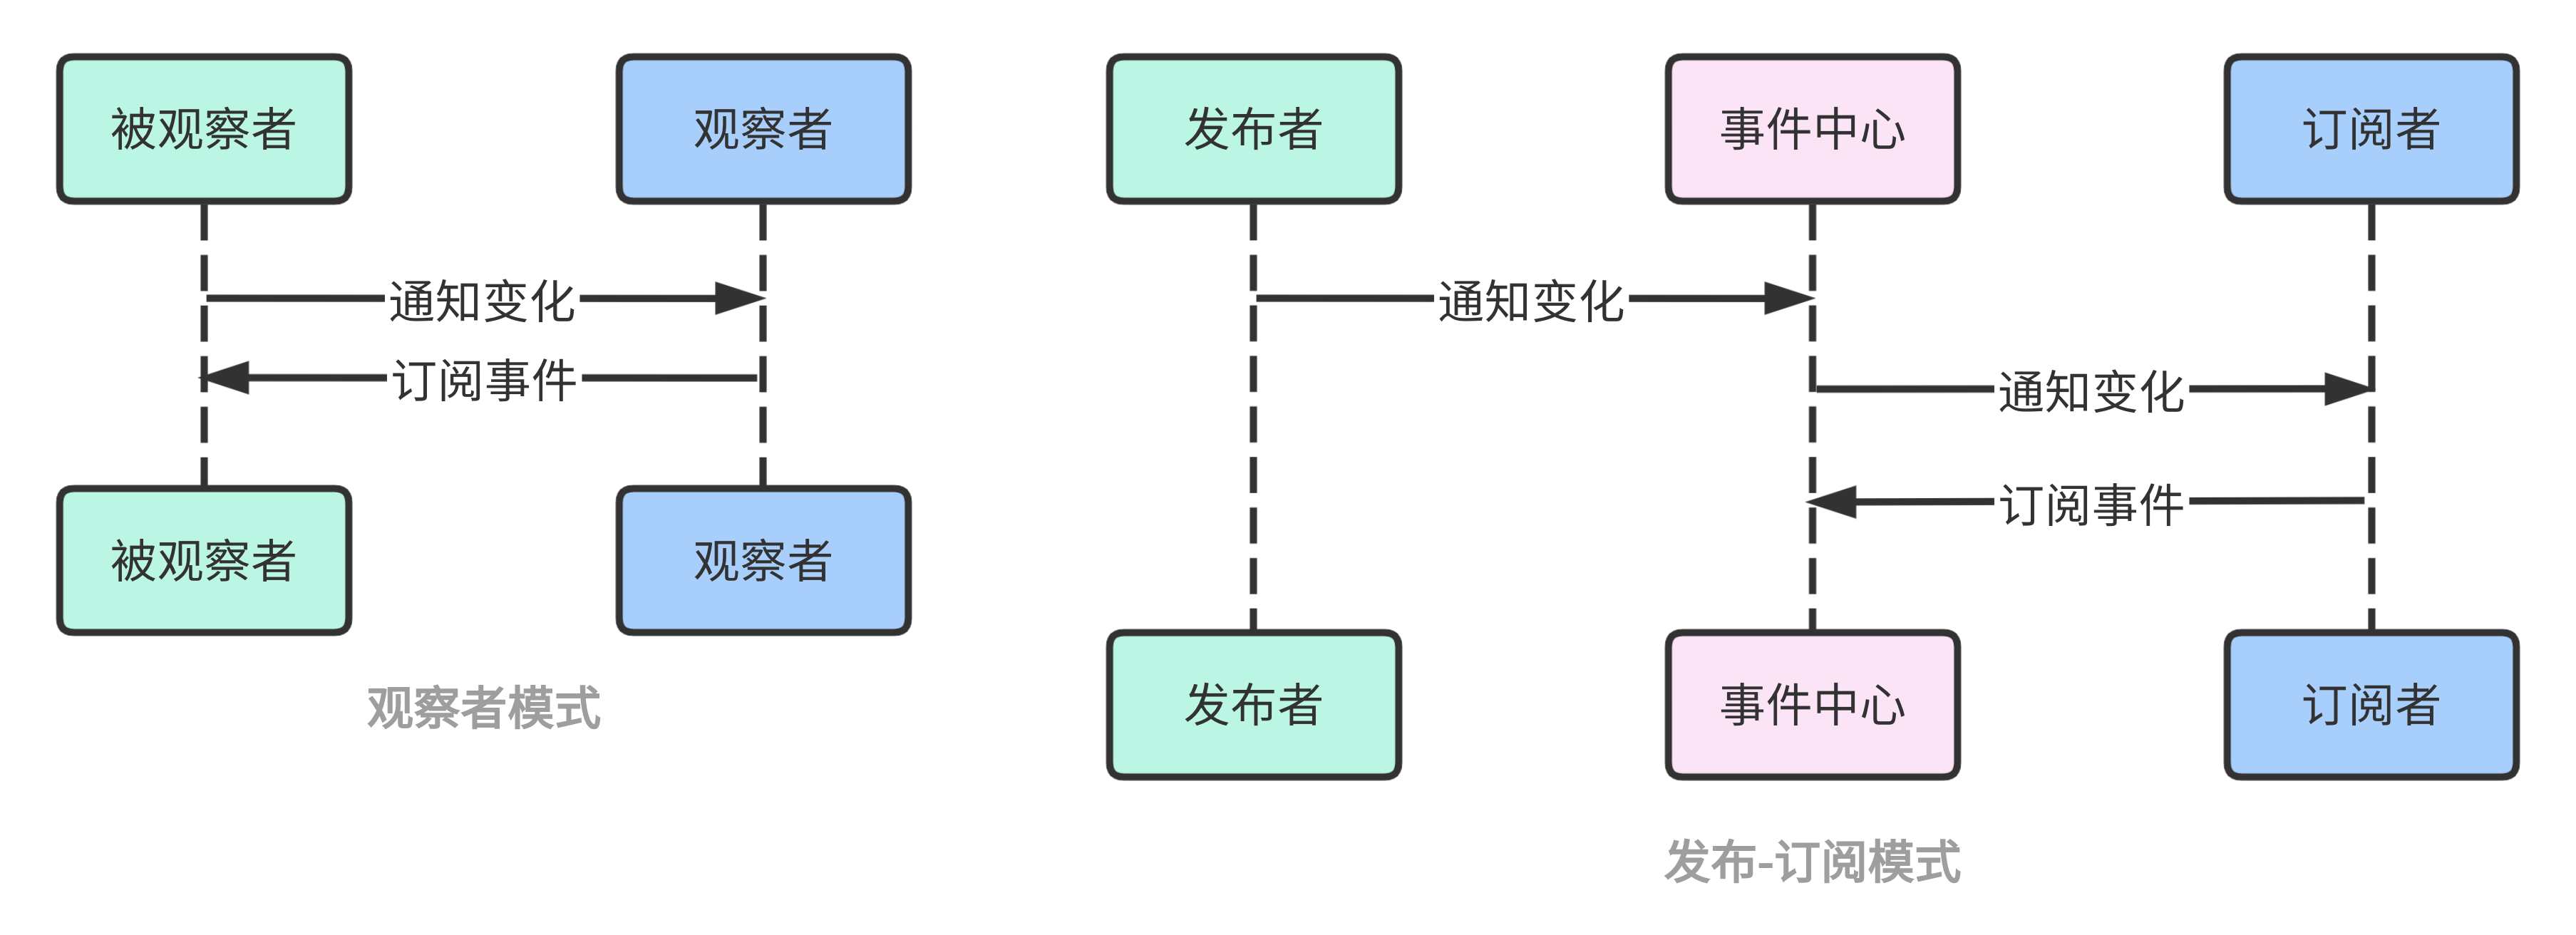 被观察者
观察者
通知变化
订阅事件
被观察者
观察者
观察者模式
发布者
事件中心
订阅者
通知变化
通知变化
订阅事件
发布者
事件中心
订阅者
发布-订阅模式